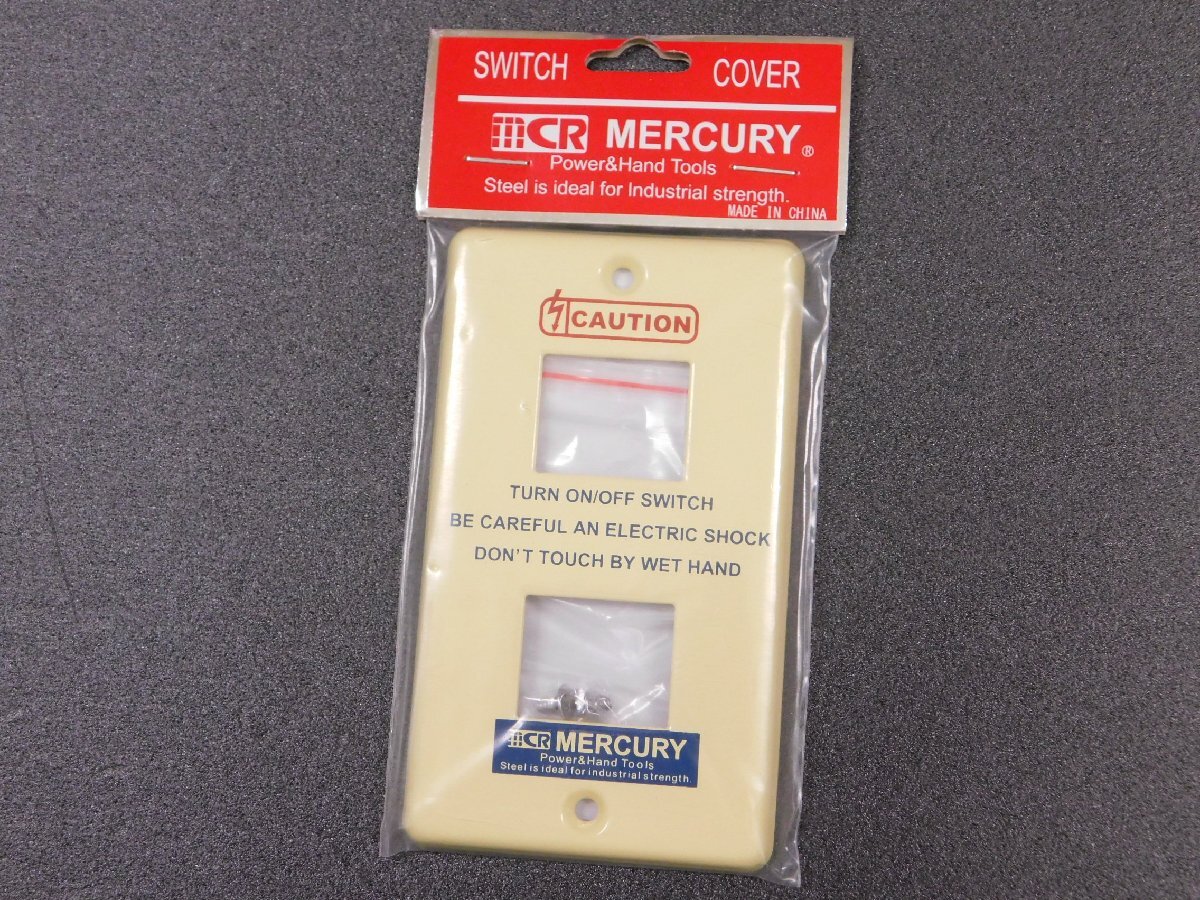 SWITCH COVER
mCR MERCURY®
Power&Hand Tools
Steel is ideal for Industrial strength.
MADE IN CHINA
CAUTION
TURN ON/OFF SWITCH
BE CAREFUL AN ELECTRIC SHOCK
DON'T TOUCH BY WET HAND
mCR MERCURY
Power&Hand Tools
Steel is ideal for industrial strength.